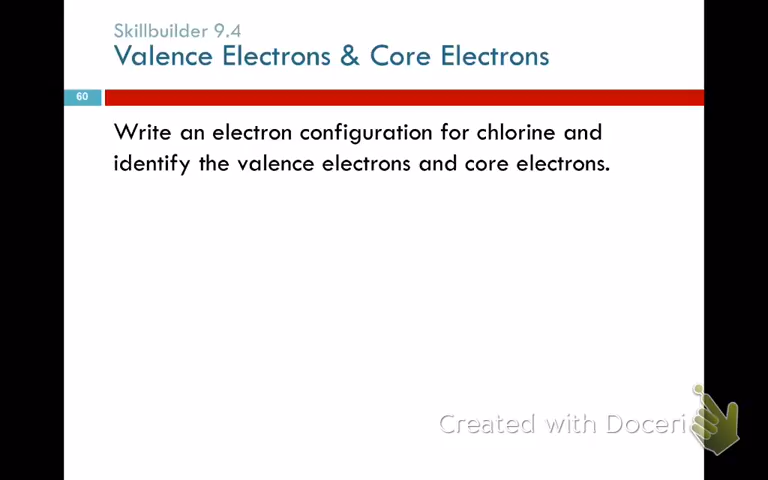 Skillbuilder 9.4
Valence Electrons & Core Electrons
60
Write an electron configuration for chlorine and
identify the valence electrons and core electrons.
Created with Doceri